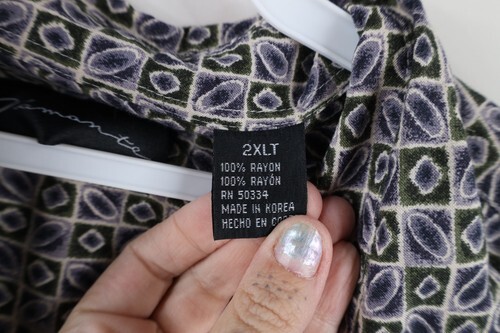 2XLT
100% RAYON
100% RAYÓN
RN 50334
MADE IN KOREA
HECHO EN